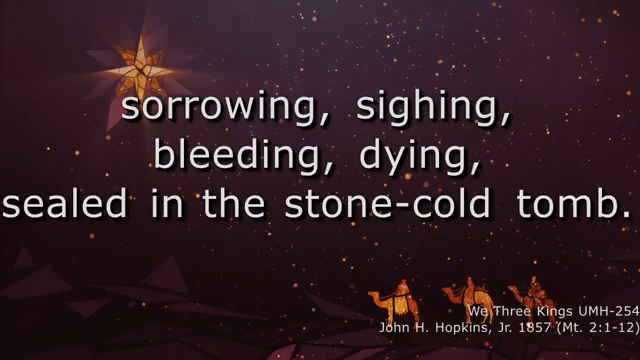 sorrowing, sighing,
bleeding, dying,
sealed in the stone-cold tomb.
We Three Kings UMH-254
John H. Hopkins, Jr. 1857 (Mt. 2:1-12)